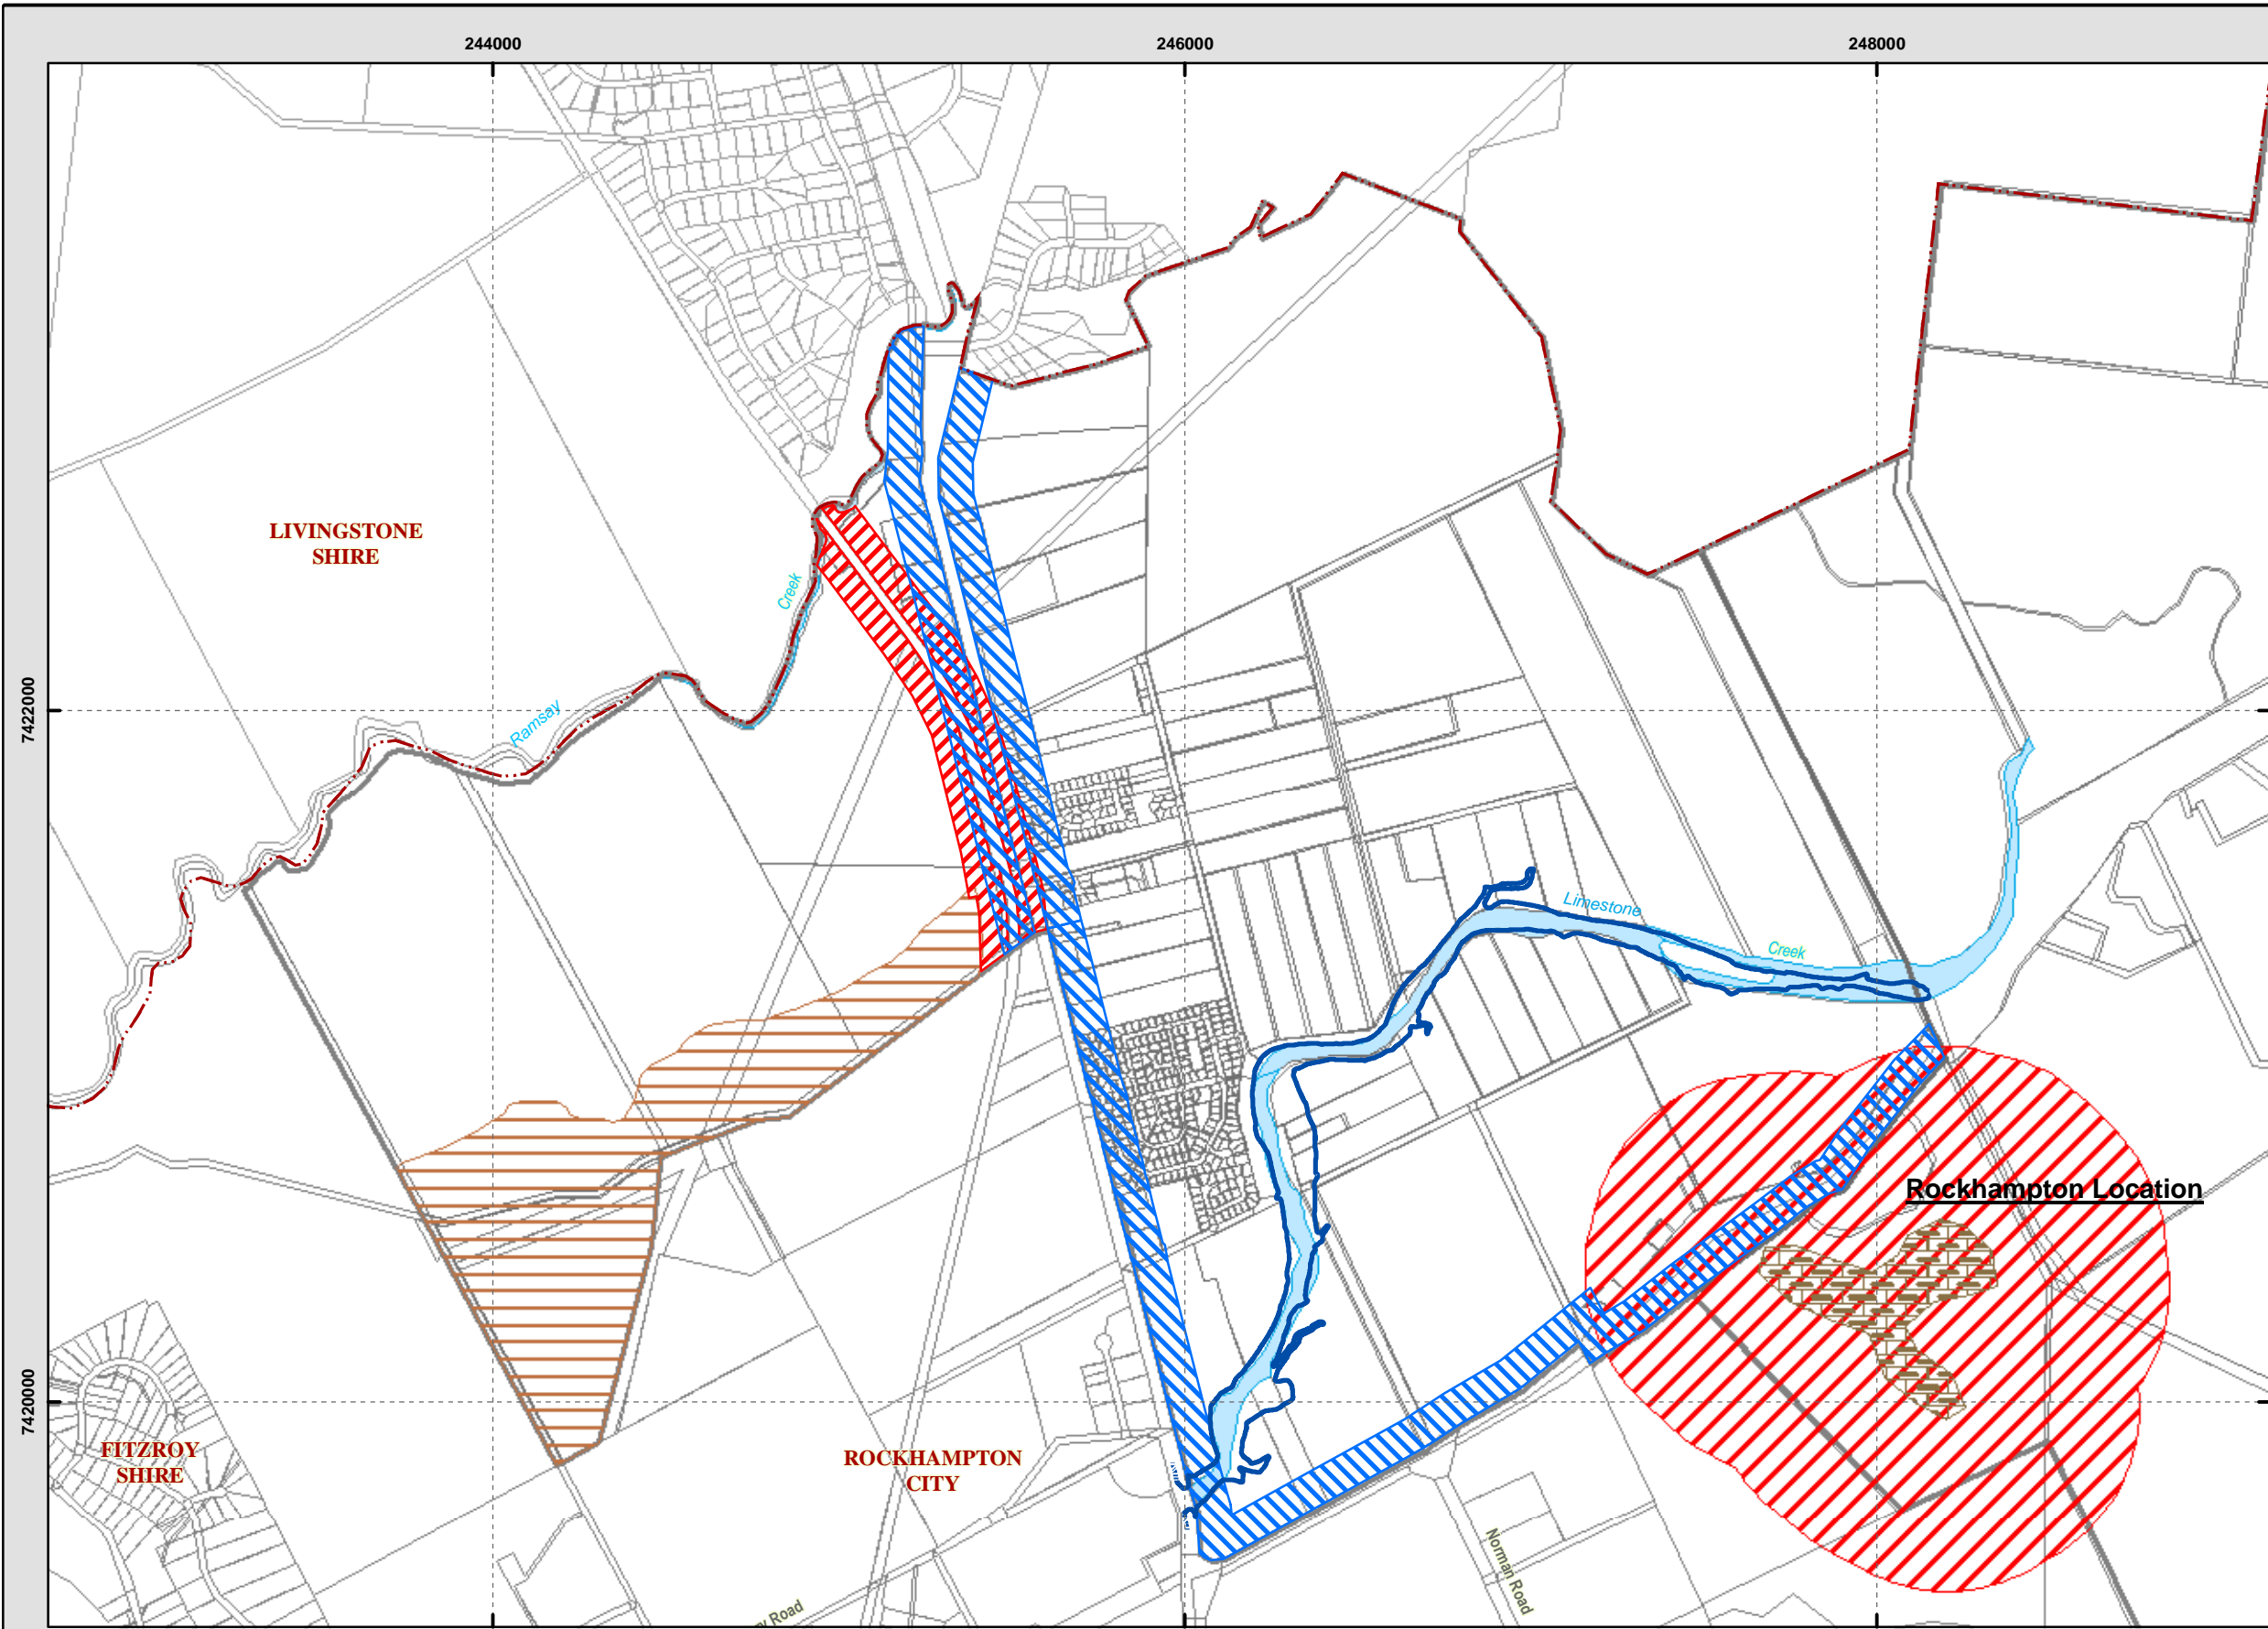 244000
246000
248000
LIVINGSTONE
SHIRE
Creek
7422000
Ramsay
Limestone
Creek
Rockhampton Location
7420000
FITZROY
SHIRE
ROCKHAMPTON
CITY
Norman Road
y Road